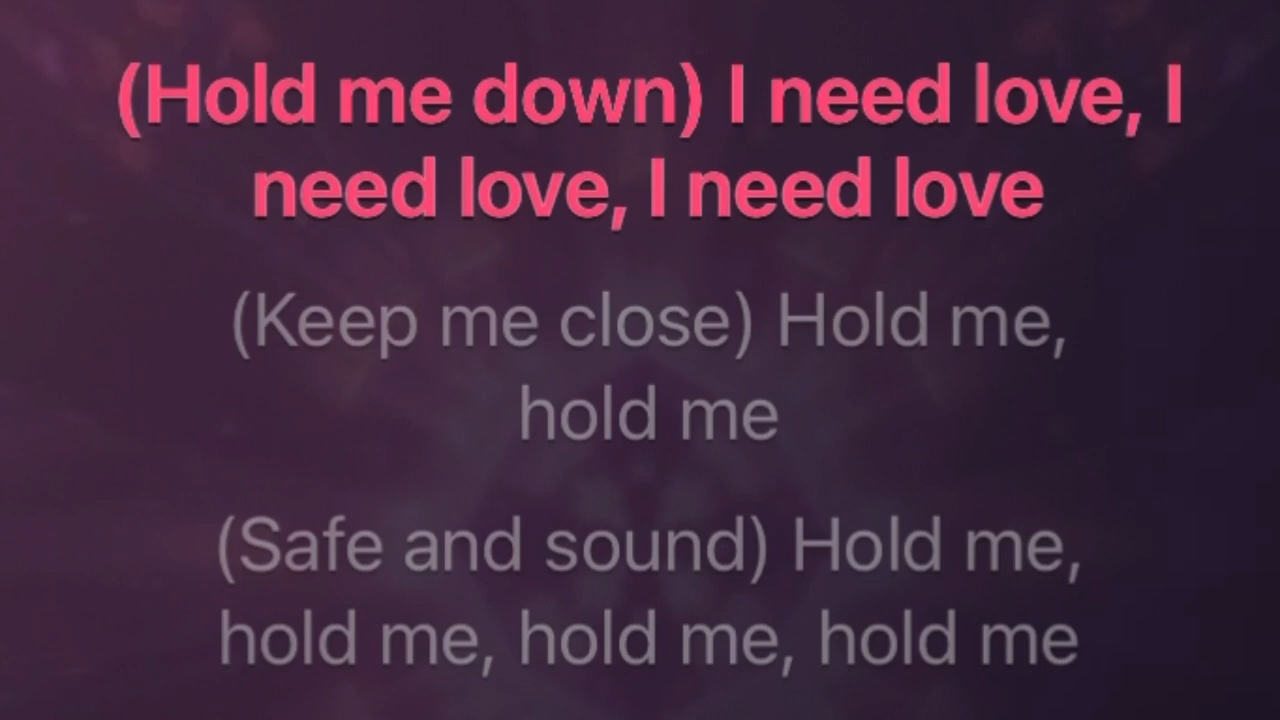 (Hold me down) I need love, I
need love, I need love
(Keep me close) Hold me,
hold me
(Safe and sound) Hold me,
hold me, hold me, hold me